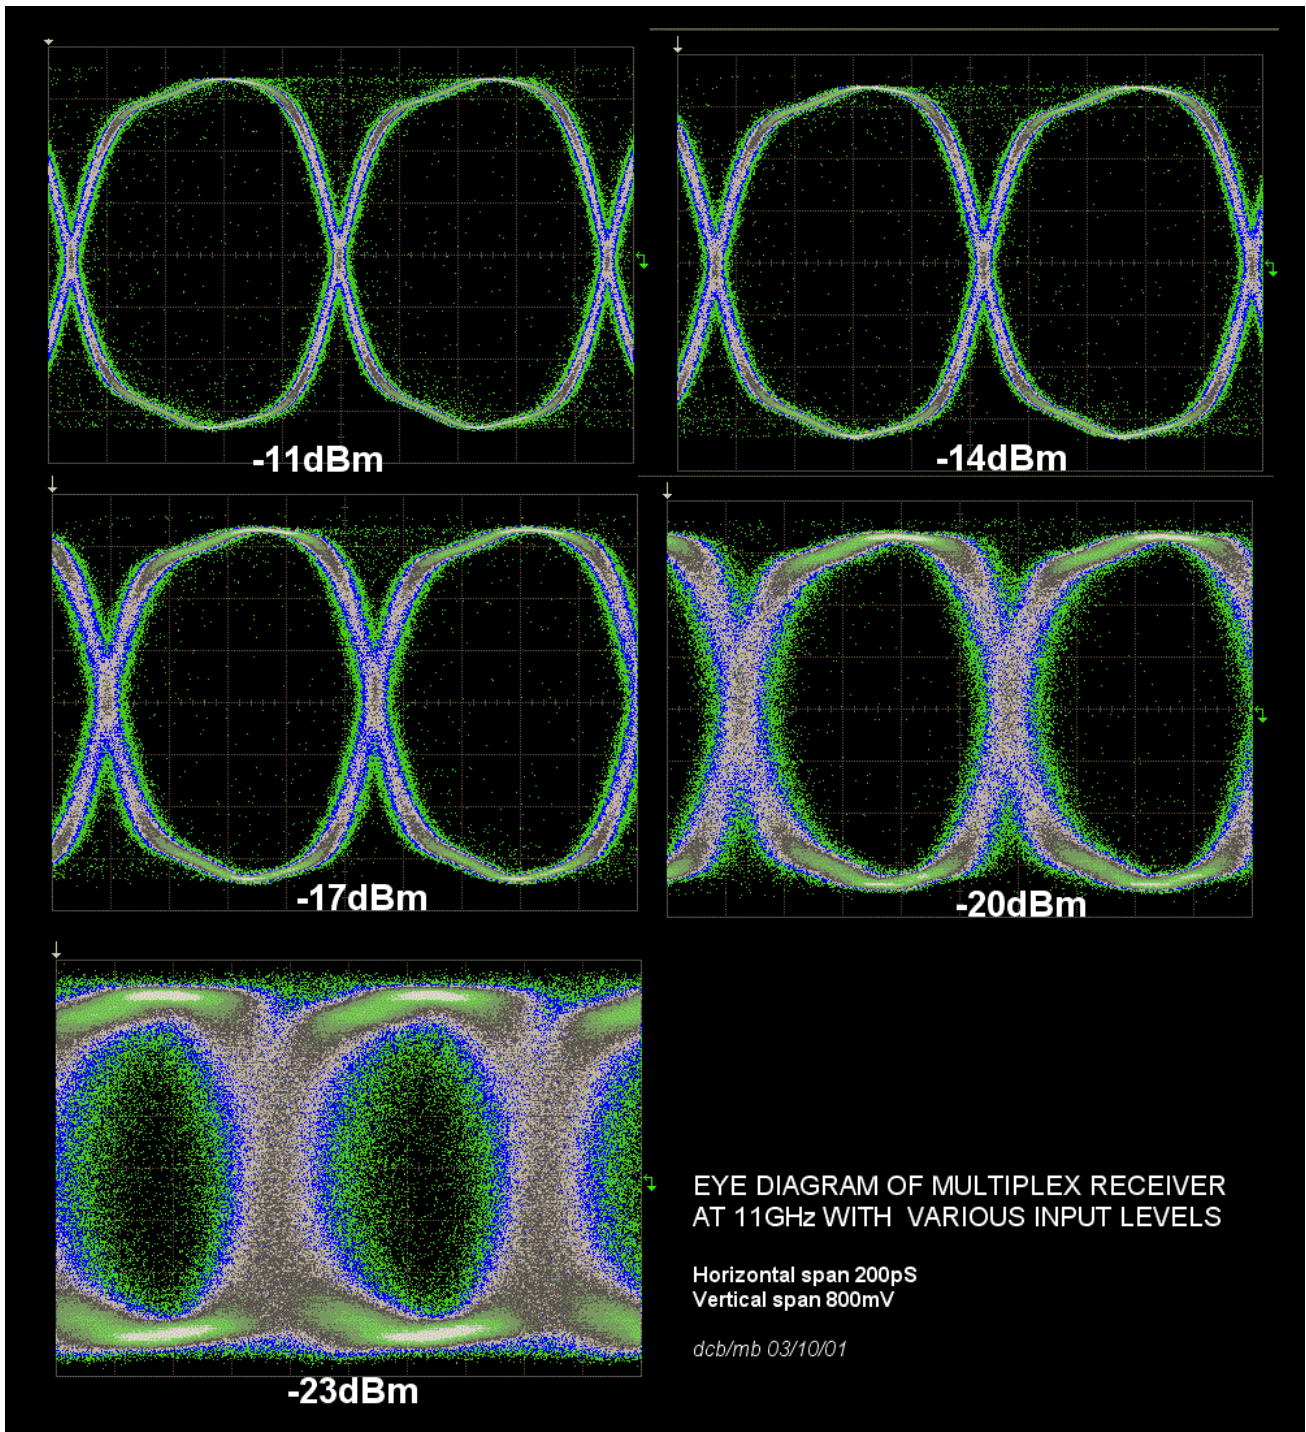 -11dBm
-14dBm
-17dBm
-20dBm
-23dBm
EYE DIAGRAM OF MULTIPLEX RECEIVER
AT 11GHz WITH VARIOUS INPUT LEVELS
Horizontal span 200pS
Vertical span 800mV
dcb/mb 03/10/01